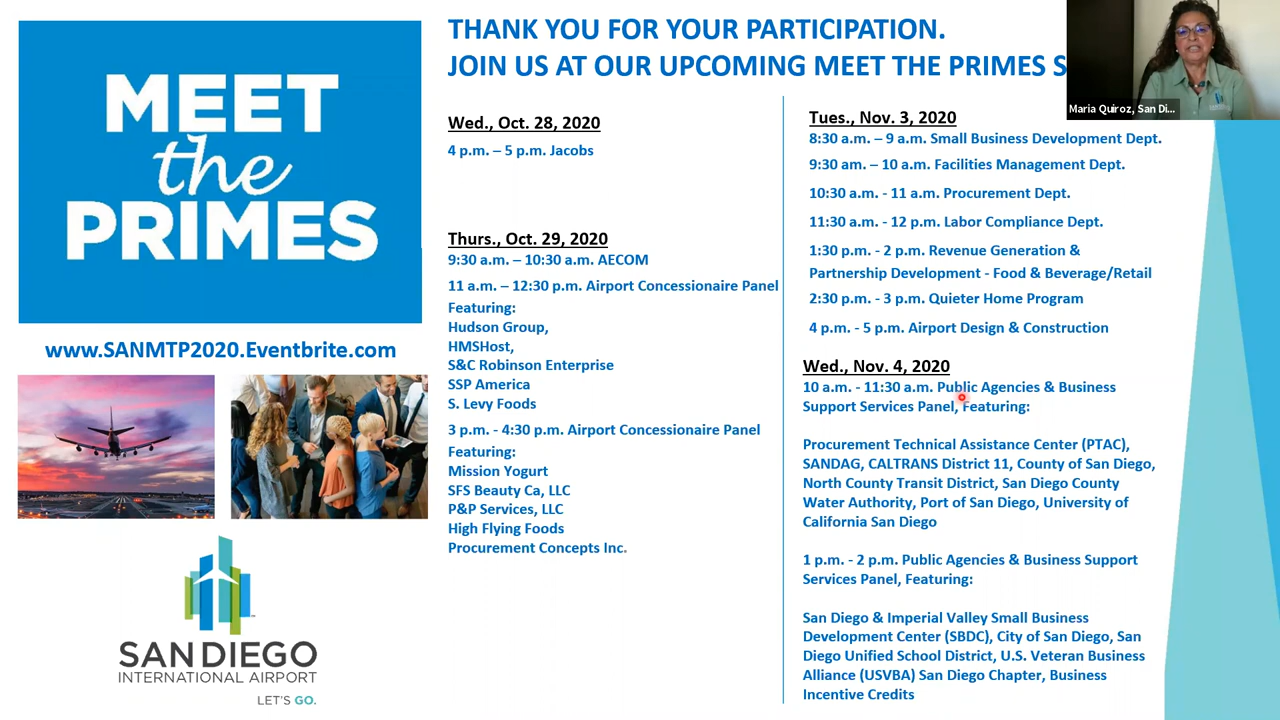 MEET
the
PRIMES
www.SANMTP2020.Eventbrite.com
SAN DIEGO
INTERNATIONAL AIRPORT
LET'S GO.
THANK YOU FOR YOUR PARTICIPATION.
JOIN US AT OUR UPCOMING MEET THE PRIMES S
Wed., Oct. 28, 2020
4 p.m. – 5 p.m. Jacobs
Thurs., Oct. 29, 2020
9:30 a.m. – 10:30 a.m. AECOM
11 a.m. – 12:30 p.m. Airport Concessionaire Panel
Featuring:
Hudson Group,
HMSHost,
S&C Robinson Enterprise
SSP America
S. Levy Foods
3 p.m. - 4:30 p.m. Airport Concessionaire Panel
Featuring:
Mission Yogurt
SFS Beauty Ca, LLC
P&P Services, LLC
High Flying Foods
Procurement Concepts Inc.
Tues., Nov. 3, 2020
8:30 a.m. – 9 a.m. Small Business Development Dept.
9:30 am. – 10 a.m. Facilities Management Dept.
10:30 a.m. - 11 a.m. Procurement Dept.
11:30 a.m. - 12 p.m. Labor Compliance Dept.
1:30 p.m. - 2 p.m. Revenue Generation &
Partnership Development - Food & Beverage/Retail
2:30 p.m. - 3 p.m. Quieter Home Program
4 p.m. - 5 p.m. Airport Design & Construction
Wed., Nov. 4, 2020
10 a.m. - 11:30 a.m. Public Agencies & Business
Support Services Panel, Featuring:
Procurement Technical Assistance Center (PTAC),
SANDAG, CALTRANS District 11, County of San Diego,
North County Transit District, San Diego County
Water Authority, Port of San Diego, University of
California San Diego
1 p.m. - 2 p.m. Public Agencies & Business Support
Services Panel, Featuring:
San Diego & Imperial Valley Small Business
Development Center (SBDC), City of San Diego, San
Diego Unified School District, U.S. Veteran Business
Alliance (USVBA) San Diego Chapter, Business
Incentive Credits
Maria Quiroz, San Di...